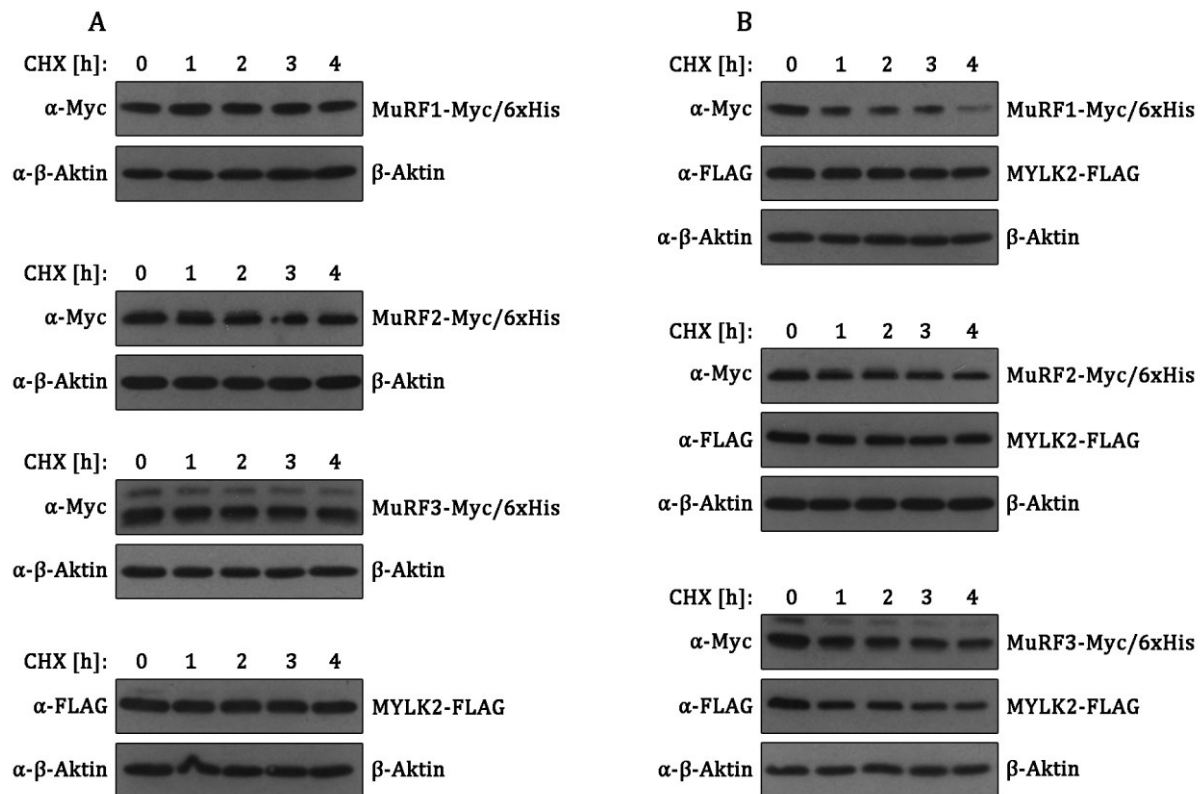 A
CHX [h]: 0 1 2 3 4
α-Myc MuRF1-Myc/6xHis
α-β-Aktin β-Aktin
CHX [h]: 0 1 2 3 4
α-Myc MuRF2-Myc/6xHis
α-β-Aktin β-Aktin
CHX [h]: 0 1 2 3 4
α-Myc MuRF3-Myc/6xHis
α-β-Aktin β-Aktin
CHX [h]: 0 1 2 3 4
α-FLAG MYLK2-FLAG
α-β-Aktin β-Aktin
B
CHX [h]: 0 1 2 3 4
α-Myc MuRF1-Myc/6xHis
α-FLAG MYLK2-FLAG
α-β-Aktin β-Aktin
CHX [h]: 0 1 2 3 4
α-Myc MuRF2-Myc/6xHis
α-FLAG MYLK2-FLAG
α-β-Aktin β-Aktin
CHX [h]: 0 1 2 3 4
α-Myc MuRF3-Myc/6xHis
α-FLAG MYLK2-FLAG
α-β-Aktin β-Aktin